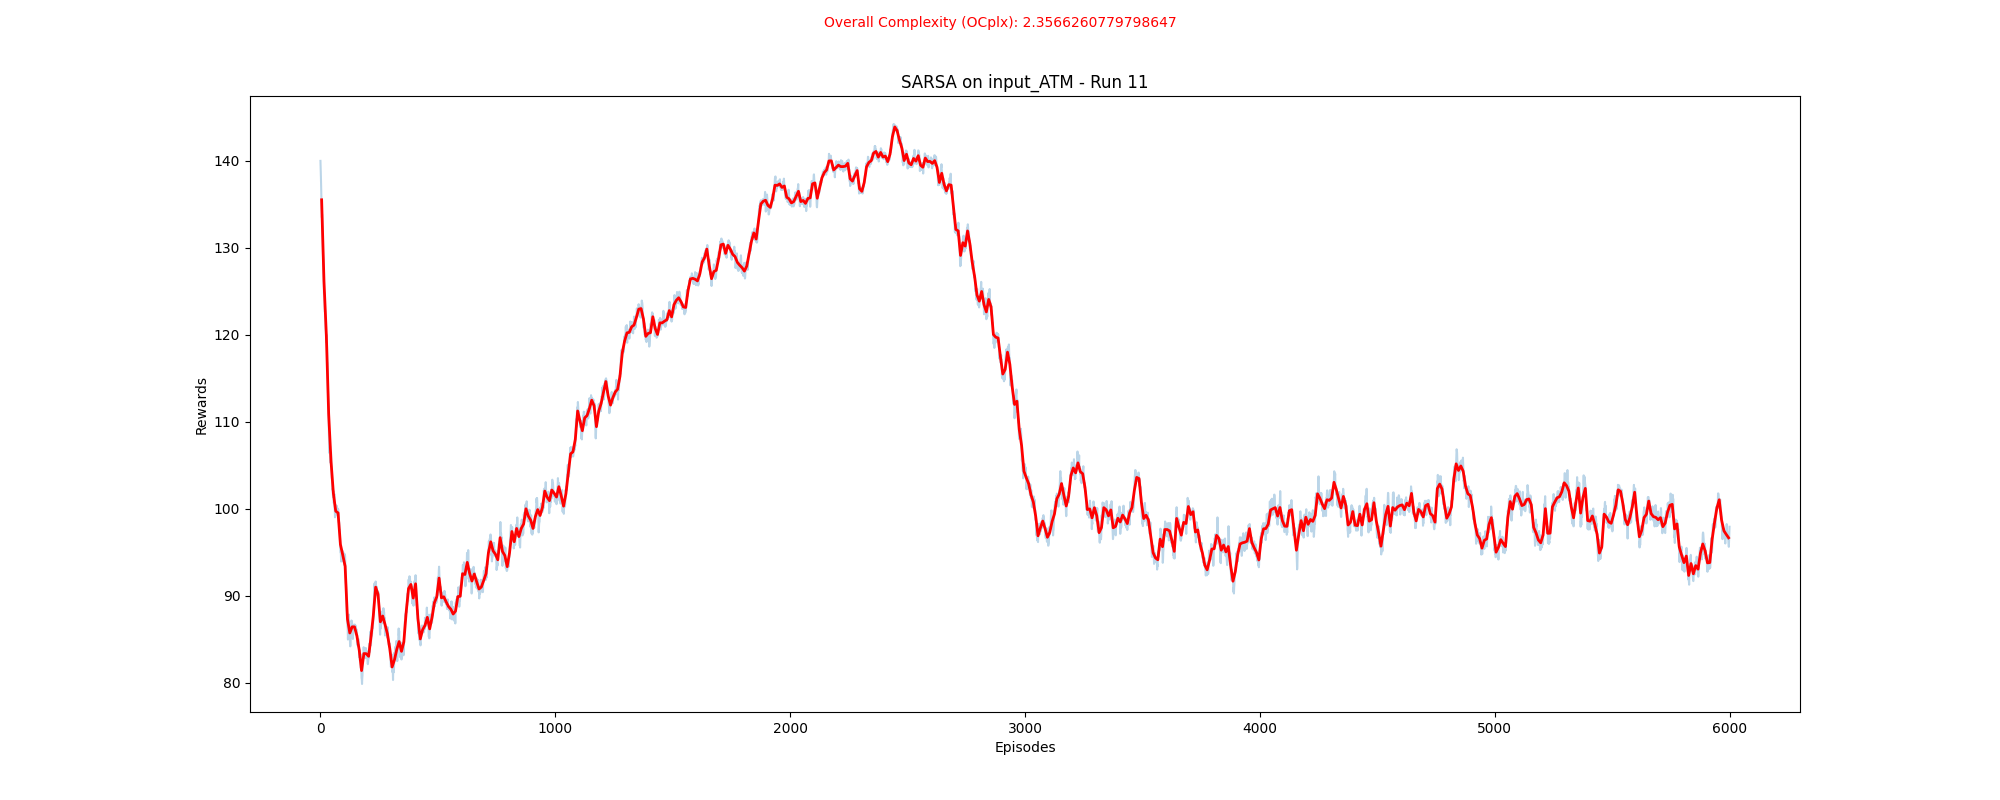 Overall Complexity (OCplx): 2.3566260779798647
SARSA on input_ATM - Run 11
140
130
120
110
100
90
80
Rewards
0 1000 2000 3000 4000 5000 6000
Episodes